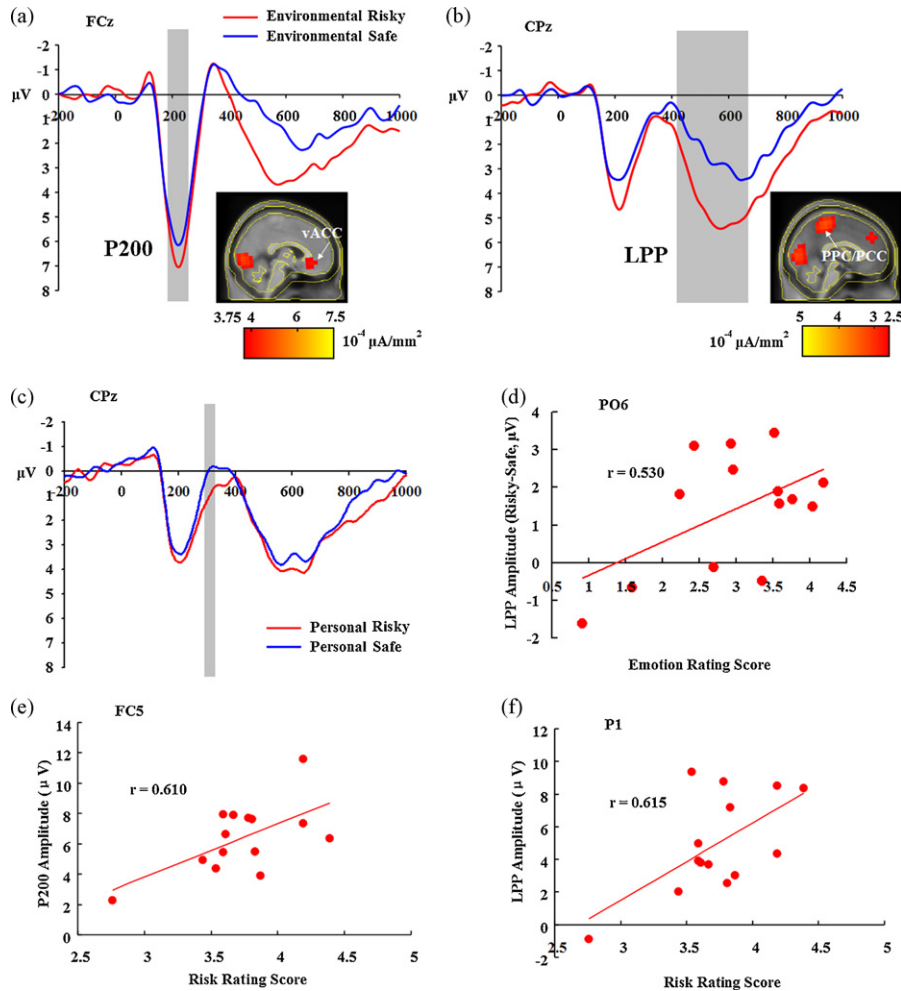 (a)
FCz
Environmental Risky
Environmental Safe
-2
-1
µV
0
1
2
3
4
5
6
7
8
-200
0
200
400
600
800
1000
P200
vACC
3.75 4 6 7.5
10⁻⁴ µA/mm²
(b)
CPz
-2
-1
µV
0
1
2
3
4
5
6
7
8
-200
0
200
400
600
800
1000
LPP
PPC/PCC
5 4 3 2.5
10⁻⁴ µA/mm²
(c)
CPz
-2
-1
µV
0
1
2
3
4
5
6
7
8
-200
0
200
400
600
800
1000
Personal Risky
Personal Safe
(d)
PO6
LPP Amplitude (Risky-Safe, µV)
4
3
2
1
0
-1
-2
r = 0.530
0.5 1 1.5 2 2.5 3 3.5 4 4.5
Emotion Rating Score
(e)
FC5
P200 Amplitude (µ V)
14
12
10
8
6
4
2
0
r = 0.610
2.5 3 3.5 4 4.5 5
Risk Rating Score
(f)
P1
LPP Amplitude (µ V)
12
10
8
6
4
2
0
-2
r = 0.615
2.5 3 3.5 4 4.5 5
Risk Rating Score